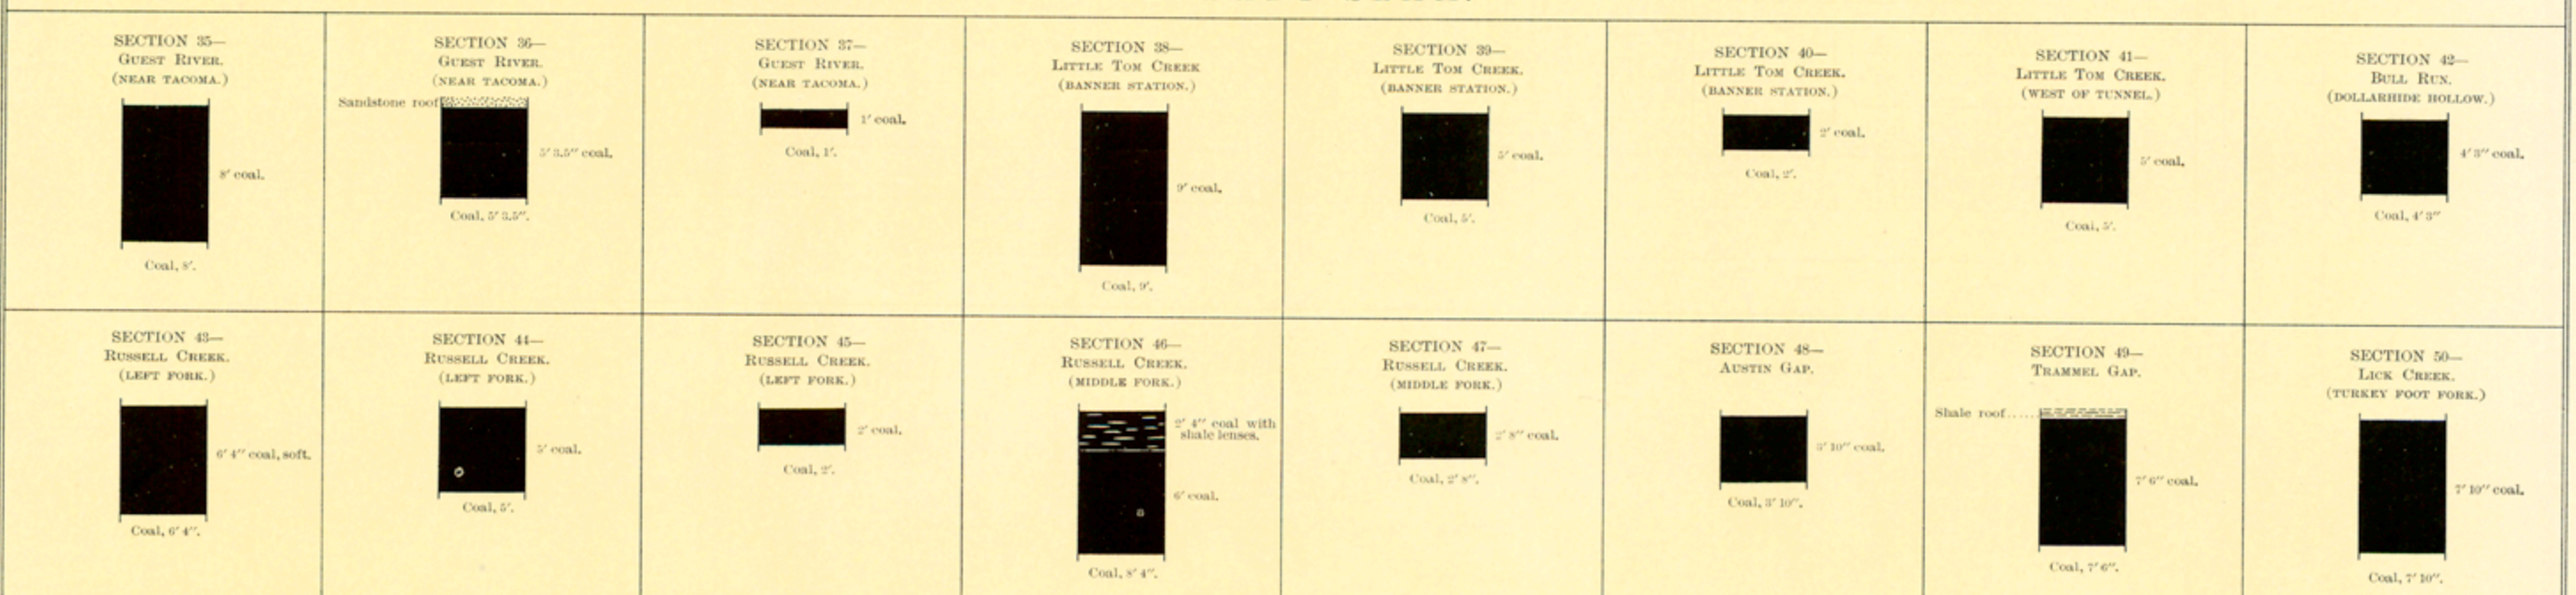 SECTION 35—
GUEST RIVER.
(NEAR TACOMA.)
8' coal.
Coal, 8'.
SECTION 36—
GUEST RIVER.
(NEAR TACOMA.)
Sandstone roof
5' 3.5" coal.
Coal, 5' 3.5".
SECTION 37—
GUEST RIVER.
(NEAR TACOMA.)
1' coal.
Coal, 1'.
SECTION 38—
LITTLE TOM CREEK
(BANNER STATION.)
9' coal.
Coal, 9'.
SECTION 39—
LITTLE TOM CREEK.
(BANNER STATION.)
5' coal.
Coal, 5'.
SECTION 40—
LITTLE TOM CREEK.
(BANNER STATION.)
2' coal.
Coal, 2'.
SECTION 41—
LITTLE TOM CREEK.
(WEST OF TUNNEL.)
5' coal.
Coal, 5'.
SECTION 42—
BULL RUN.
(DOLLARHIDE HOLLOW.)
4' 3" coal.
Coal, 4' 3"
SECTION 43—
RUSSELL CREEK.
(LEFT FORK.)
6' 4" coal, soft.
Coal, 6' 4".
SECTION 44—
RUSSELL CREEK.
(LEFT FORK.)
5' coal.
Coal, 5'.
SECTION 45—
RUSSELL CREEK.
(LEFT FORK.)
2' coal.
Coal, 2'.
SECTION 46—
RUSSELL CREEK.
(MIDDLE FORK.)
2' 4" coal with
shale lenses.
6' coal.
Coal, 8' 4".
SECTION 47—
RUSSELL CREEK.
(MIDDLE FORK.)
2' 8" coal.
Coal, 2' 8".
SECTION 48—
AUSTIN GAP.
3' 10" coal.
Coal, 3' 10".
SECTION 49—
TRAMMEL GAP.
Shale roof.....
7' 6" coal.
Coal, 7' 6".
SECTION 50—
LICK CREEK.
(TURKEY FOOT FORK.)
7' 10" coal.
Coal, 7' 10".